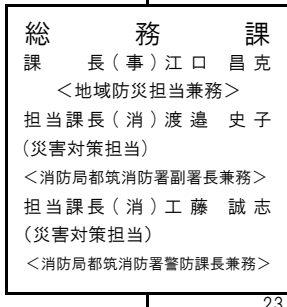 総務課
課長(事)江口昌克
<地域防災担当兼務>
担当課長(消)渡邉史子
(災害対策担当)
<消防局都筑消防署副署長兼務>
担当課長(消)工藤誠志
(災害対策担当)
<消防局都筑消防署警防課長兼務>
23